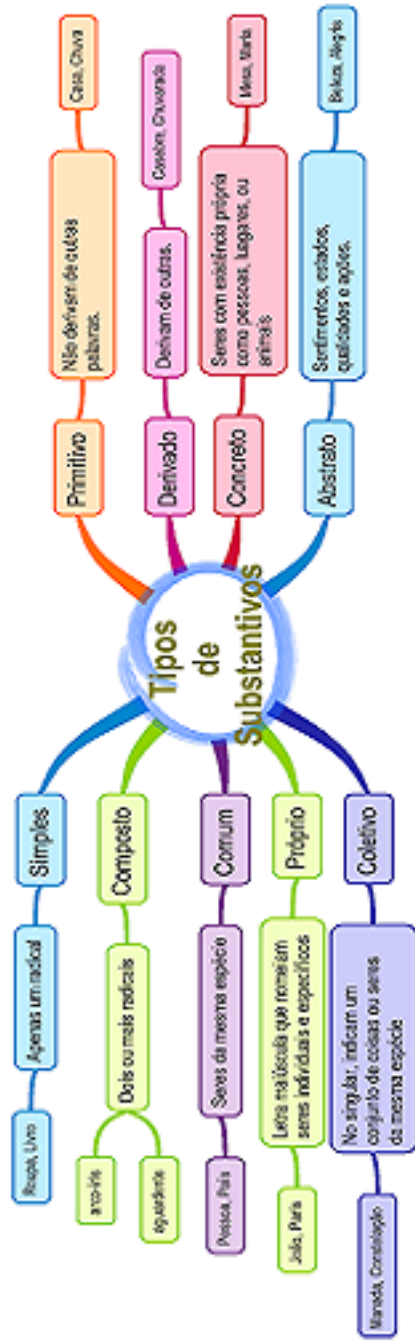 Tipos
de
Substantivos
Simples
Apenas um radical
Roupa, Livro
Composto
Dois ou mais radicais
arco-íris
aguardente
Comum
Seres da mesma espécie
Pessoa, País
Próprio
Letra maiúscula que nomeiam
seres individuais e específicos
João, Paris
Coletivo
No singular, indicam um
conjunto de coisas ou seres
da mesma espécie
Manada, Constelação
Primitivo
Não derivam de outras
palavras.
Casa, Chuva
Derivado
Derivam de outras.
Casebre, Chuvarada
Concreto
Seres com existência própria
como pessoas, lugares, ou
animais
Mesa, Maria
Abstrato
Sentimentos, estados,
qualidades e ações.
Beleza, Alegria